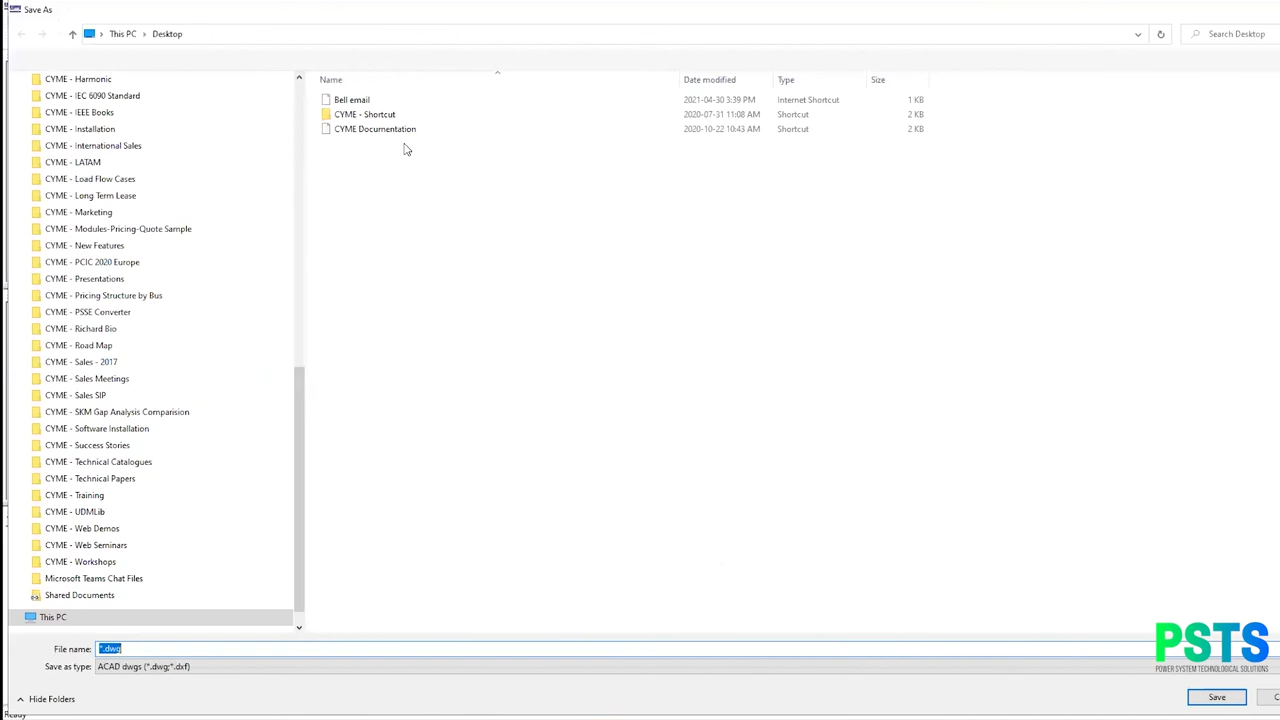 Save As
This PC > Desktop
Search Desktop
Name Date modified Type Size
Bell email 2021-04-30 3:39 PM Internet Shortcut 1 KB
CYME - Shortcut 2020-07-31 11:08 AM Shortcut 2 KB
CYME Documentation 2020-10-22 10:43 AM Shortcut 2 KB
CYME - Harmonic
CYME - IEC 6090 Standard
CYME - IEEE Books
CYME - Installation
CYME - International Sales
CYME - LATAM
CYME - Load Flow Cases
CYME - Long Term Lease
CYME - Marketing
CYME - Modules-Pricing-Quote Sample
CYME - New Features
CYME - PCIC 2020 Europe
CYME - Presentations
CYME - Pricing Structure by Bus
CYME - PSSE Converter
CYME - Richard Bio
CYME - Road Map
CYME - Sales - 2017
CYME - Sales Meetings
CYME - Sales SIP
CYME - SKM Gap Analysis Comparision
CYME - Software Installation
CYME - Success Stories
CYME - Technical Catalogues
CYME - Technical Papers
CYME - Training
CYME - UDMLib
CYME - Web Demos
CYME - Web Seminars
CYME - Workshops
Microsoft Teams Chat Files
Shared Documents
This PC
File name: *.dwg
Save as type: ACAD dwgs (*.dwg;*.dxf)
PSTS
POWER SYSTEM TECHNOLOGICAL SOLUTIONS
Hide Folders
Save
Ready